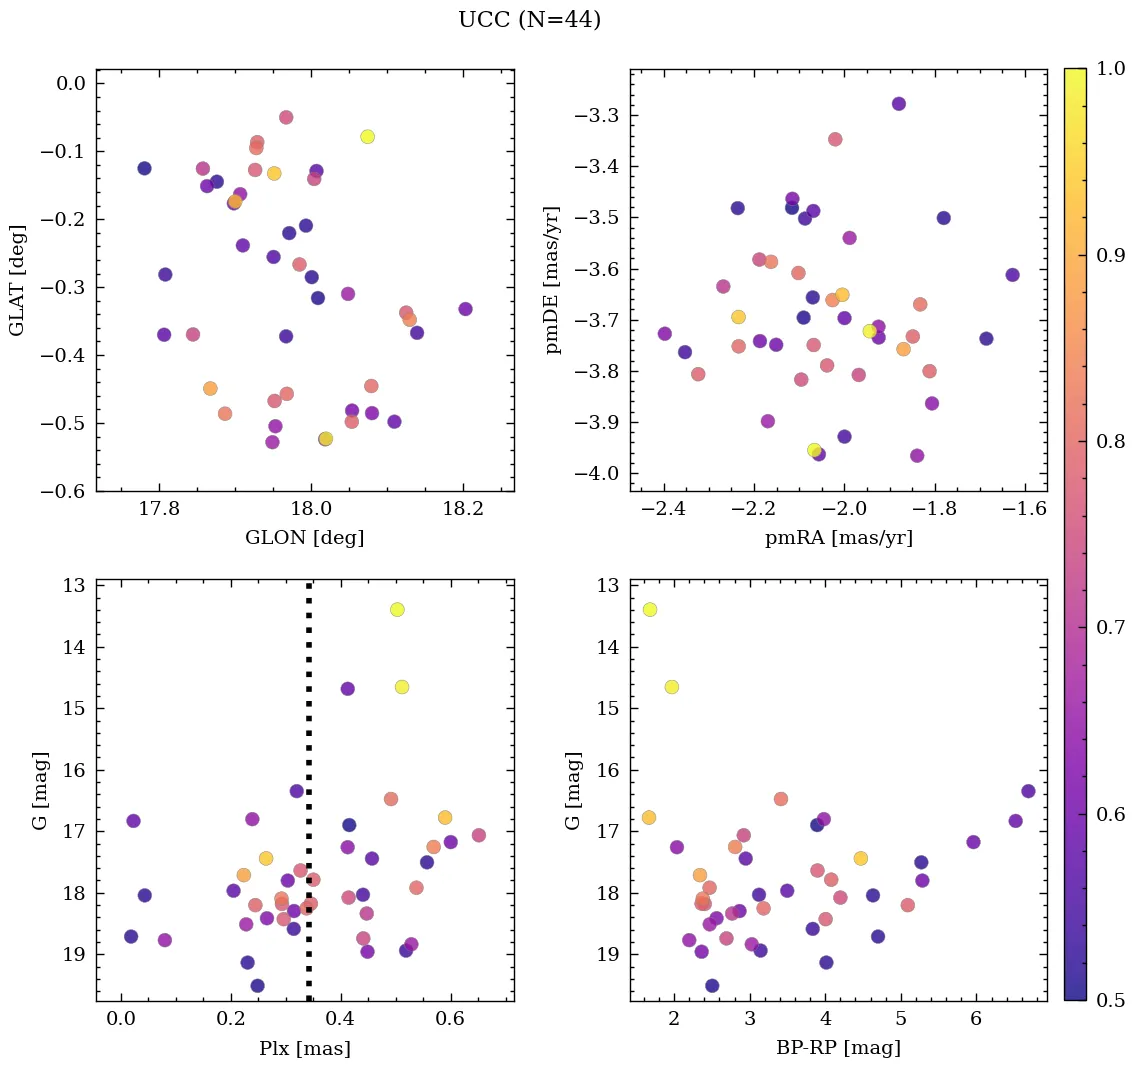 UCC (N=44)
0.0
−0.1
−0.2
−0.3
−0.4
−0.5
−0.6
GLAT [deg]
17.8 18.0 18.2
GLON [deg]
−3.3
−3.4
−3.5
−3.6
−3.7
−3.8
−3.9
−4.0
pmDE [mas/yr]
−2.4 −2.2 −2.0 −1.8 −1.6
pmRA [mas/yr]
13
14
15
16
17
18
19
G [mag]
0.0 0.2 0.4 0.6
Plx [mas]
13
14
15
16
17
18
19
G [mag]
2 3 4 5 6
BP-RP [mag]
1.0
0.9
0.8
0.7
0.6
0.5